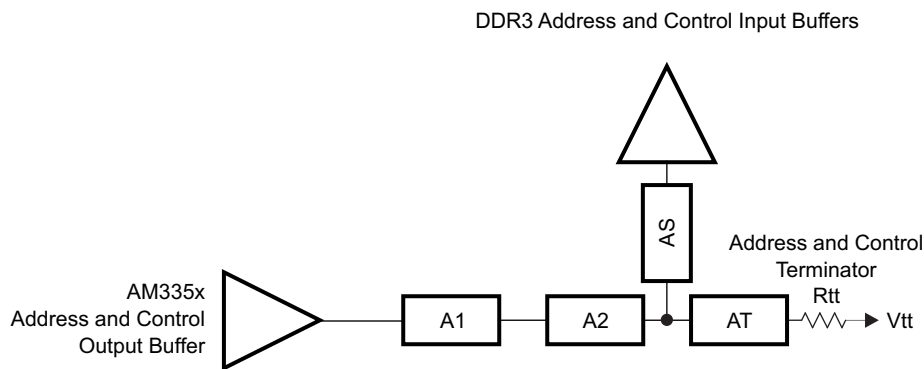 DDR3 Address and Control Input Buffers
AS
Address and Control
Terminator
Rtt
AM335x
Address and Control
Output Buffer
A1
A2
AT
Vtt